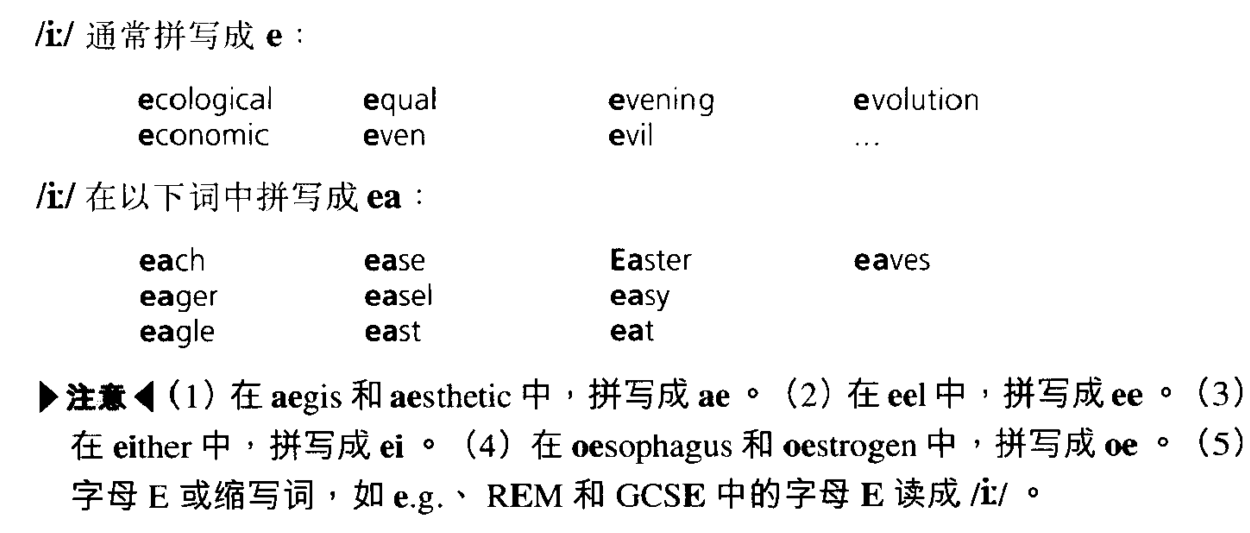 /i:/ 通常拼写成 e：
ecological equal evening evolution
economic even evil ...
/i:/ 在以下词中拼写成 ea：
each ease Easter eaves
eager easel easy
eagle east eat
▶注意◀（1）在 aegis 和 aesthetic 中，拼写成 ae。（2）在 eel 中，拼写成 ee。（3）
在 either 中，拼写成 ei。（4）在 oesophagus 和 oestrogen 中，拼写成 oe。（5）
字母 E 或缩写词，如 e.g.、REM 和 GCSE 中的字母 E 读成 /i:/。